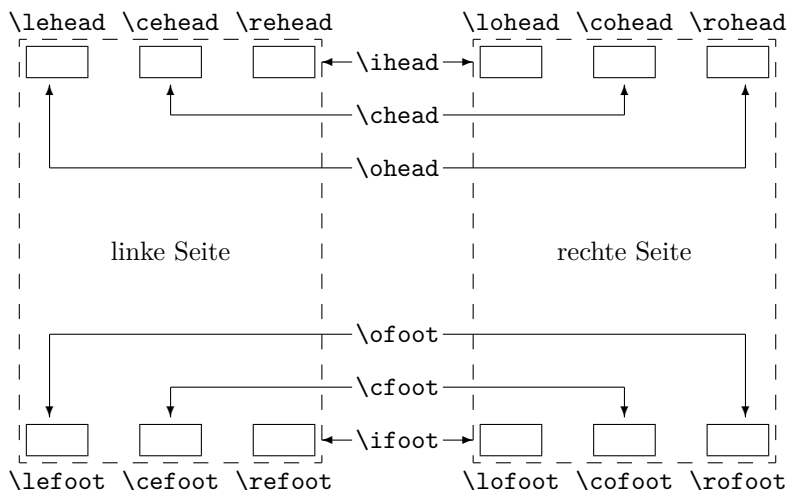 \lehead \cehead \rehead \lohead \cohead \rohead
\ihead
\chead
\ohead
linke Seite rechte Seite
\ofoot
\cfoot
\ifoot
\lefoot \cefoot \refoot \lofoot \cofoot \rofoot